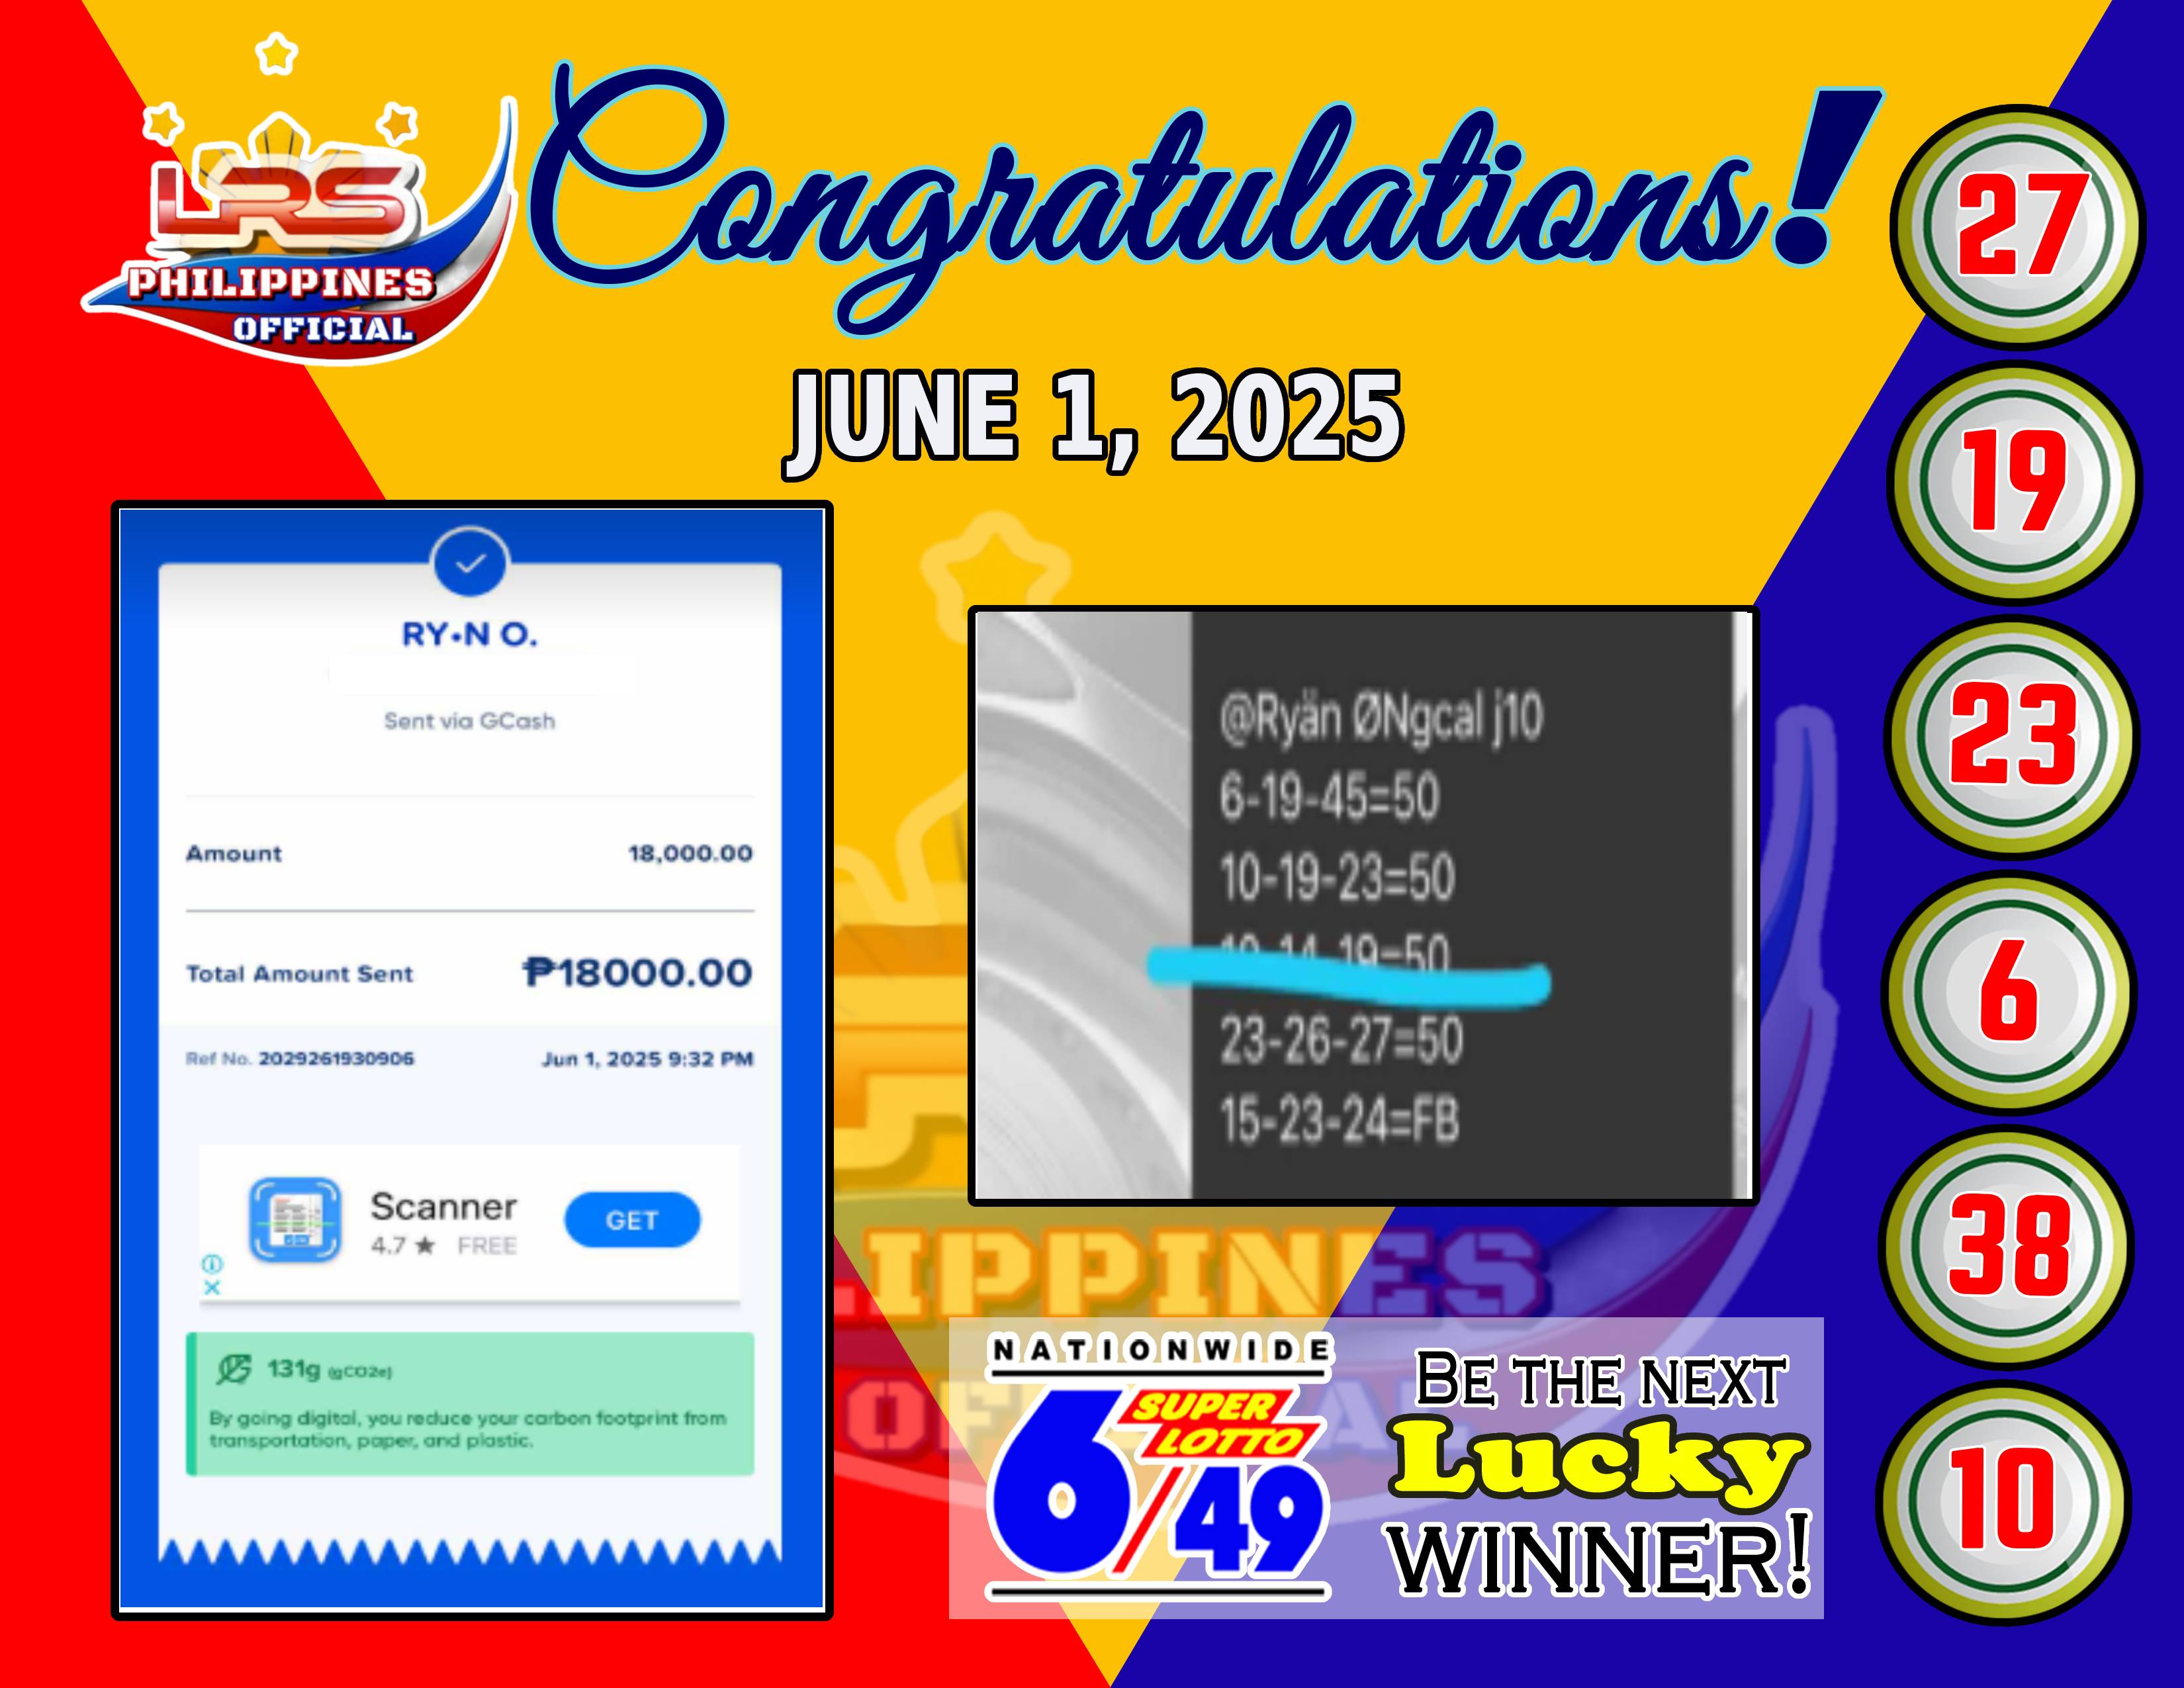 LRS
PHILIPPINES
OFFICIAL
Congratulations!
JUNE 1, 2025
RY•N O.
Sent via GCash
Amount 18,000.00
Total Amount Sent ₱18000.00
Ref No. 2029261930906 Jun 1, 2025 9:32 PM
Scanner
4.7 ★ FREE
GET
131g (gCO2e)
By going digital, you reduce your carbon footprint from
transportation, paper, and plastic.
@Ryän ØNgcal j10
6-19-45=50
10-19-23=50
14-19=50
23-26-27=50
15-23-24=FB
NATIONWIDE
SUPER
LOTTO
6/49
BE THE NEXT
Lucky
WINNER!
27
19
23
6
38
10